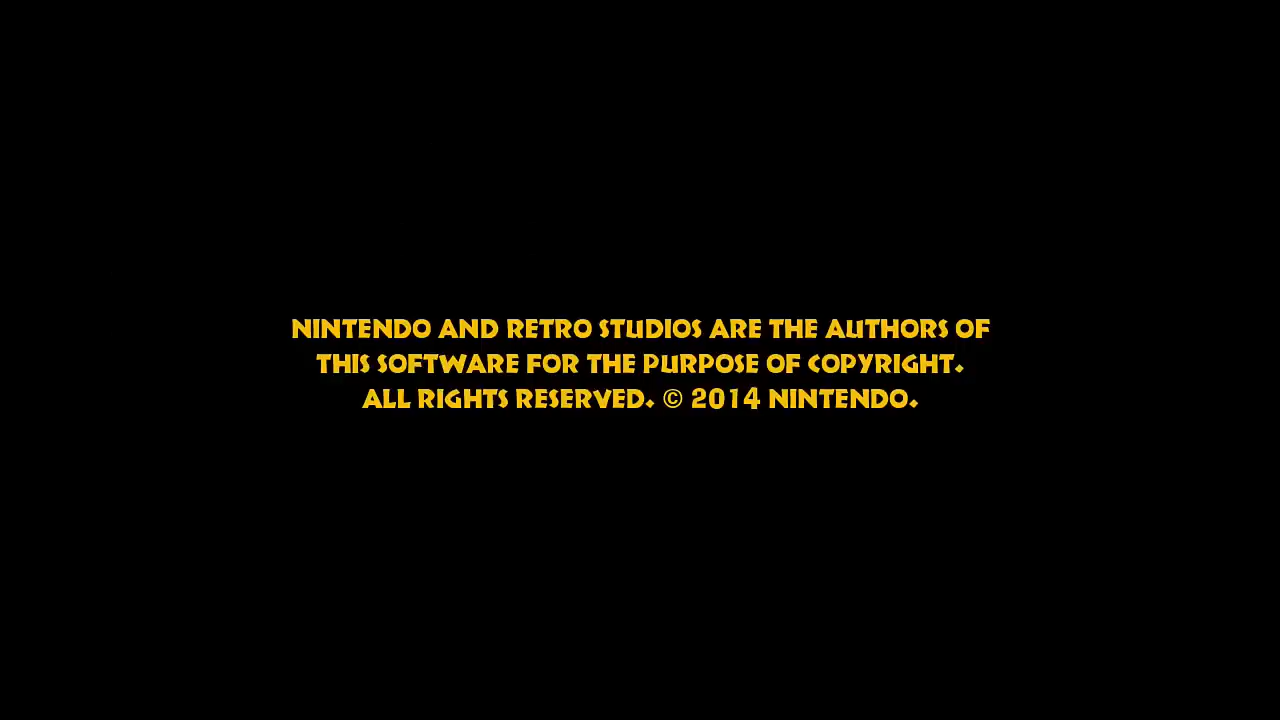 NINTENDO AND RETRO STUDIOS ARE THE AUTHORS OF
THIS SOFTWARE FOR THE PURPOSE OF COPYRIGHT.
ALL RIGHTS RESERVED. © 2014 NINTENDO.